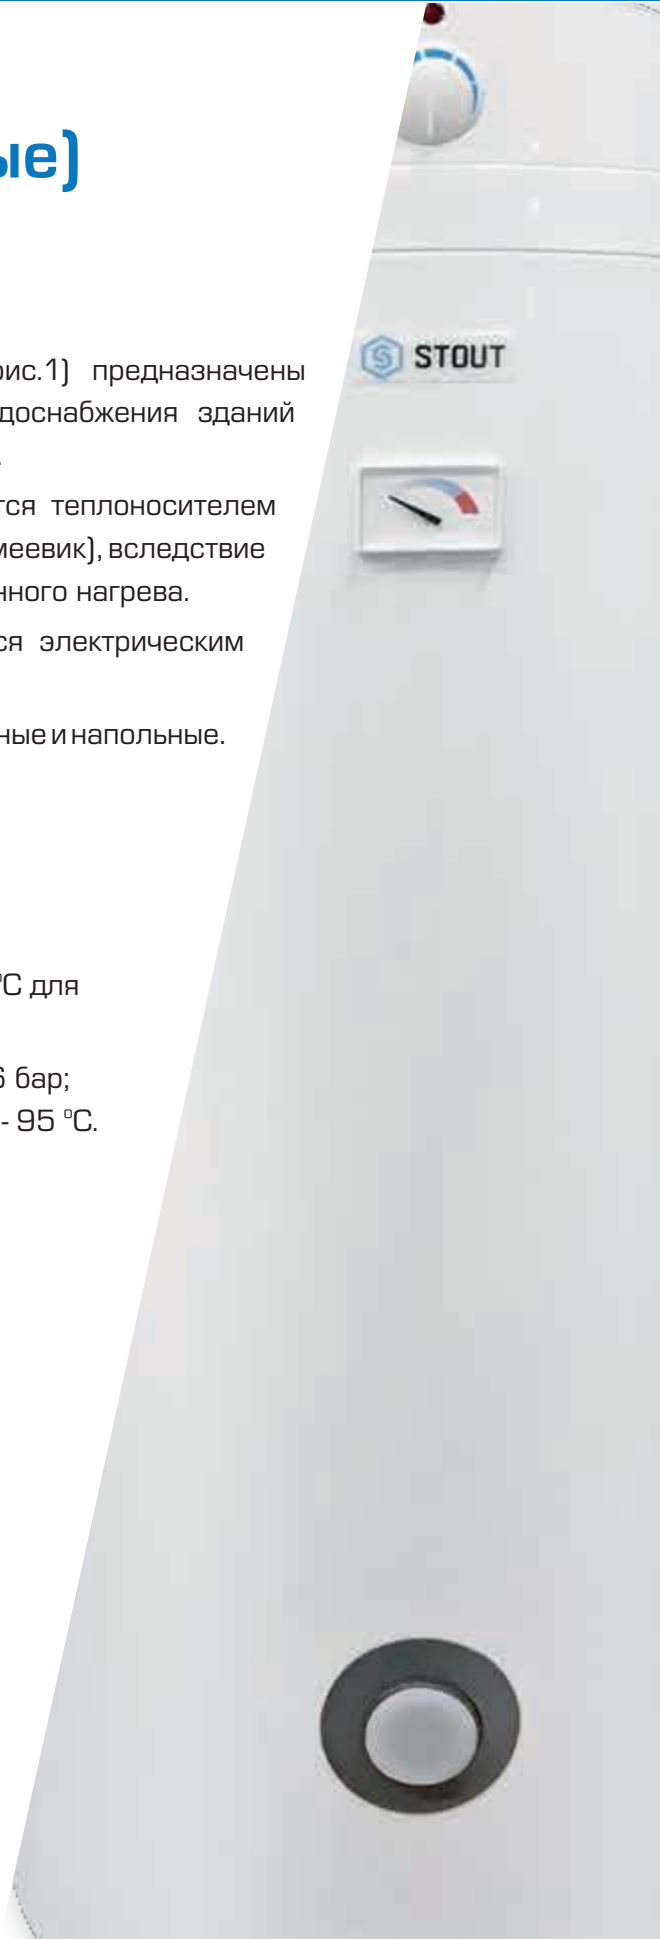 ые)
рис.1) предназначены
доснабжения зданий
.
тся теплоносителем
меевик), вследствие
нного нагрева.
ся электрическим
ные и напольные.
°С для
6 бар;
- 95 °С.
STOUT